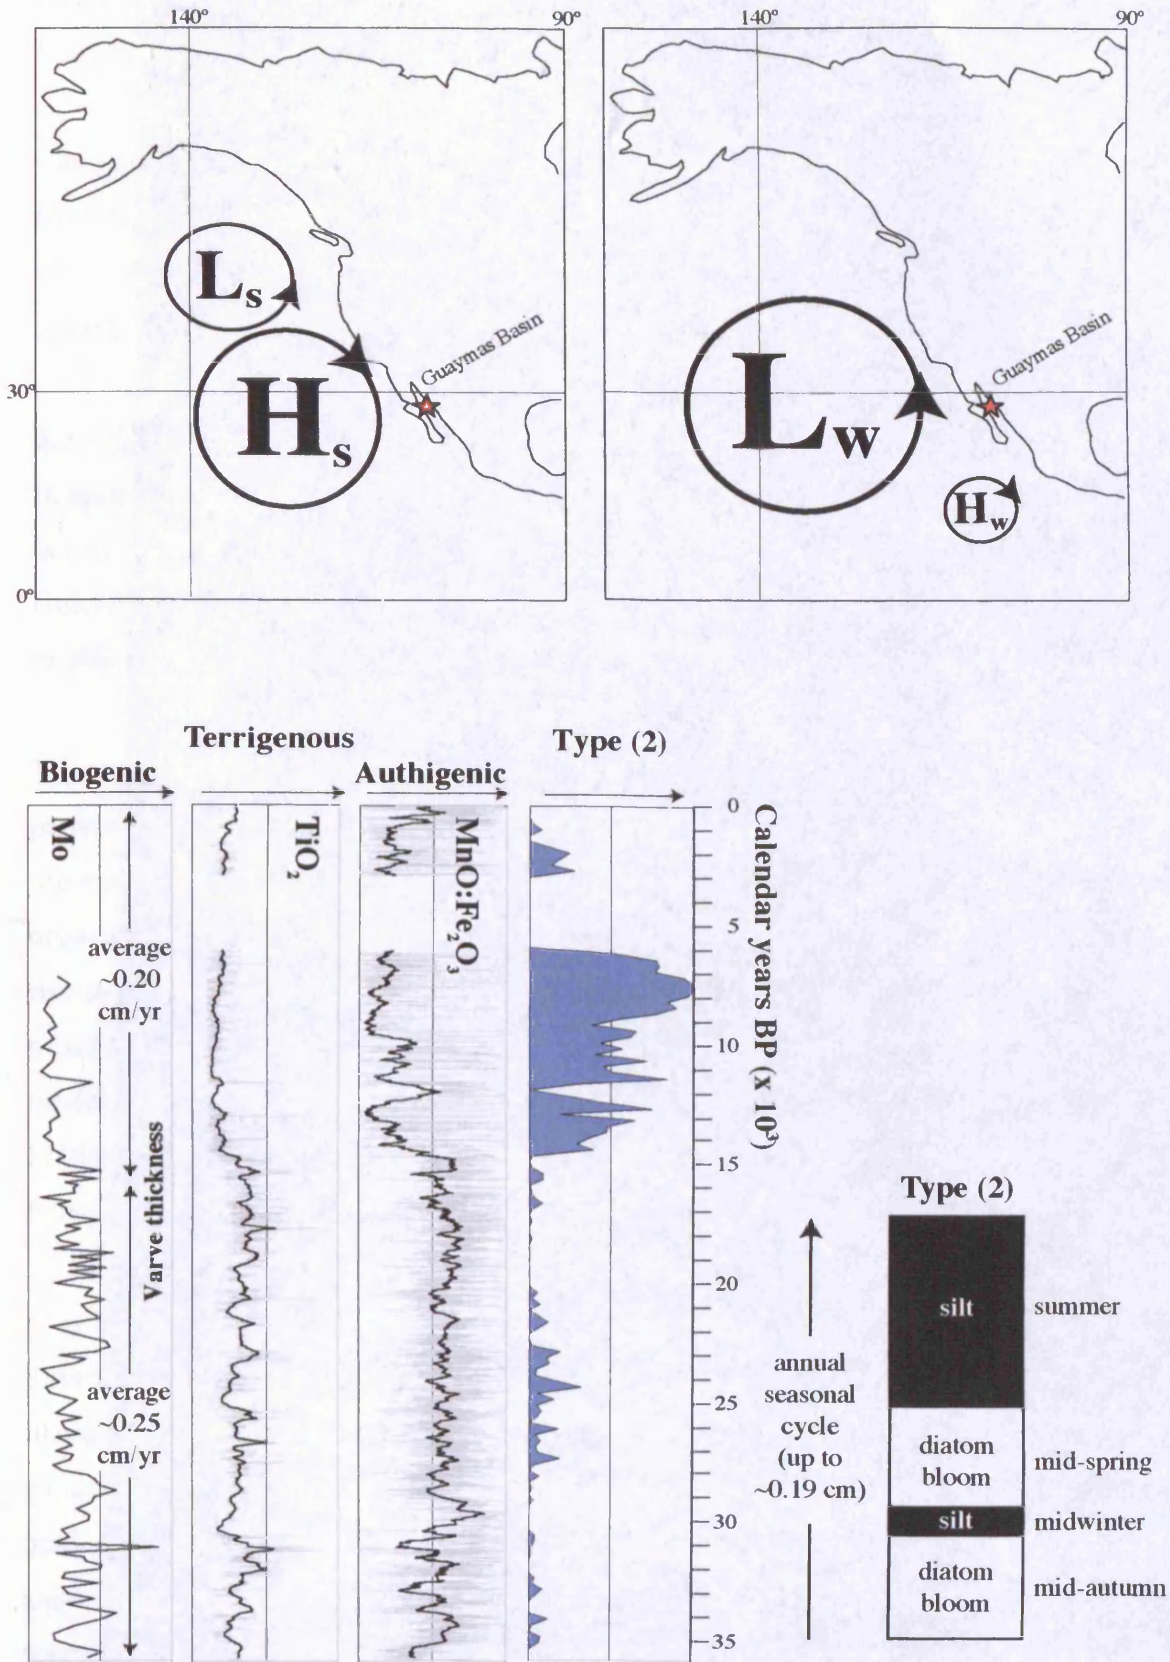 140° 90° 140° 90°
Ls
Hs
Guaymas Basin
Lw
Hw
Guaymas Basin
30°
0°
Terrigenous
Type (2)
Biogenic
Authigenic
Mo
TiO2
MnO:Fe2O3
Calendar years BP (x 10³)
0
5
10
15
20
25
30
35
average
~0.20
cm/yr
Varve thickness
average
~0.25
cm/yr
annual
seasonal
cycle
(up to
~0.19 cm)
Type (2)
silt summer
diatom
bloom
mid-spring
silt midwinter
diatom
bloom
mid-autumn